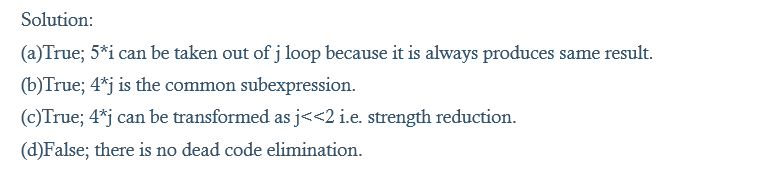 Solution:
(a)True; 5*i can be taken out of j loop because it is always produces same result.
(b)True; 4*j is the common subexpression.
(c)True; 4*j can be transformed as j<<2 i.e. strength reduction.
(d)False; there is no dead code elimination.